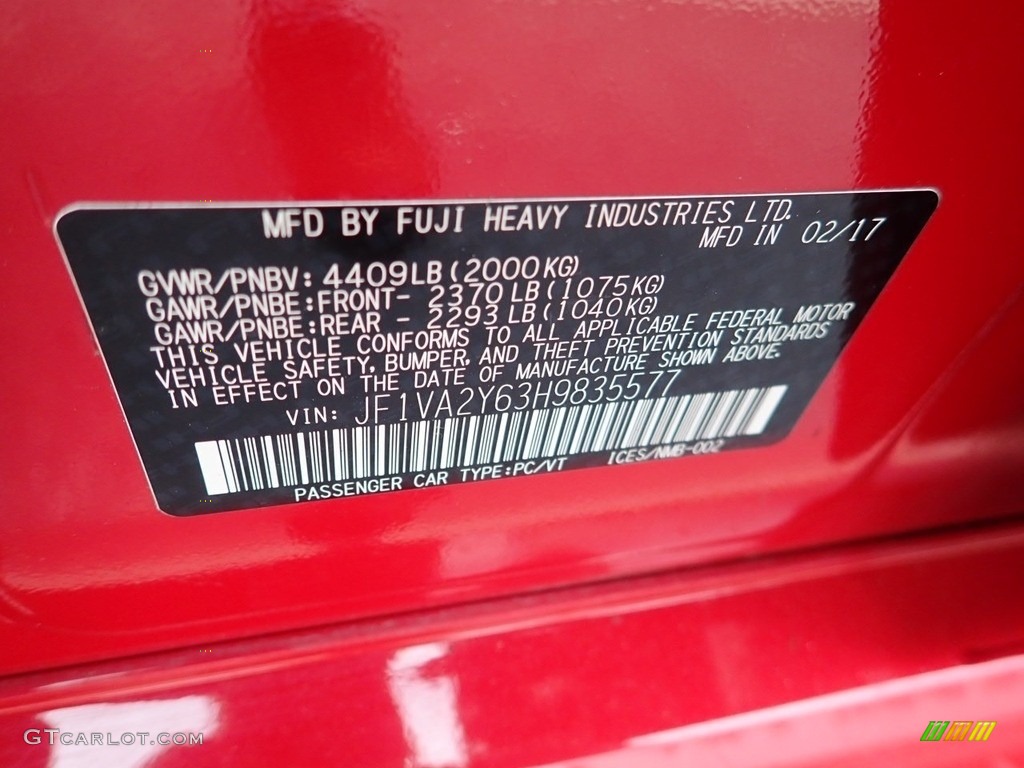 MFD BY FUJI HEAVY INDUSTRIES LTD.
MFD IN 02/17
GVWR/PNBV: 4409LB(2000KG)
GAWR/PNBE:FRONT- 2370LB(1075KG)
GAWR/PNBE:REAR - 2293LB(1040KG)
THIS VEHICLE CONFORMS TO ALL APPLICABLE FEDERAL MOTOR
VEHICLE SAFETY, BUMPER, AND THEFT PREVENTION STANDARDS
IN EFFECT ON THE DATE OF MANUFACTURE SHOWN ABOVE.
VIN: JF1VA2Y63H9835577
PASSENGER CAR TYPE:PC/VT ICES/NMB-002
GTCARLOT.COM